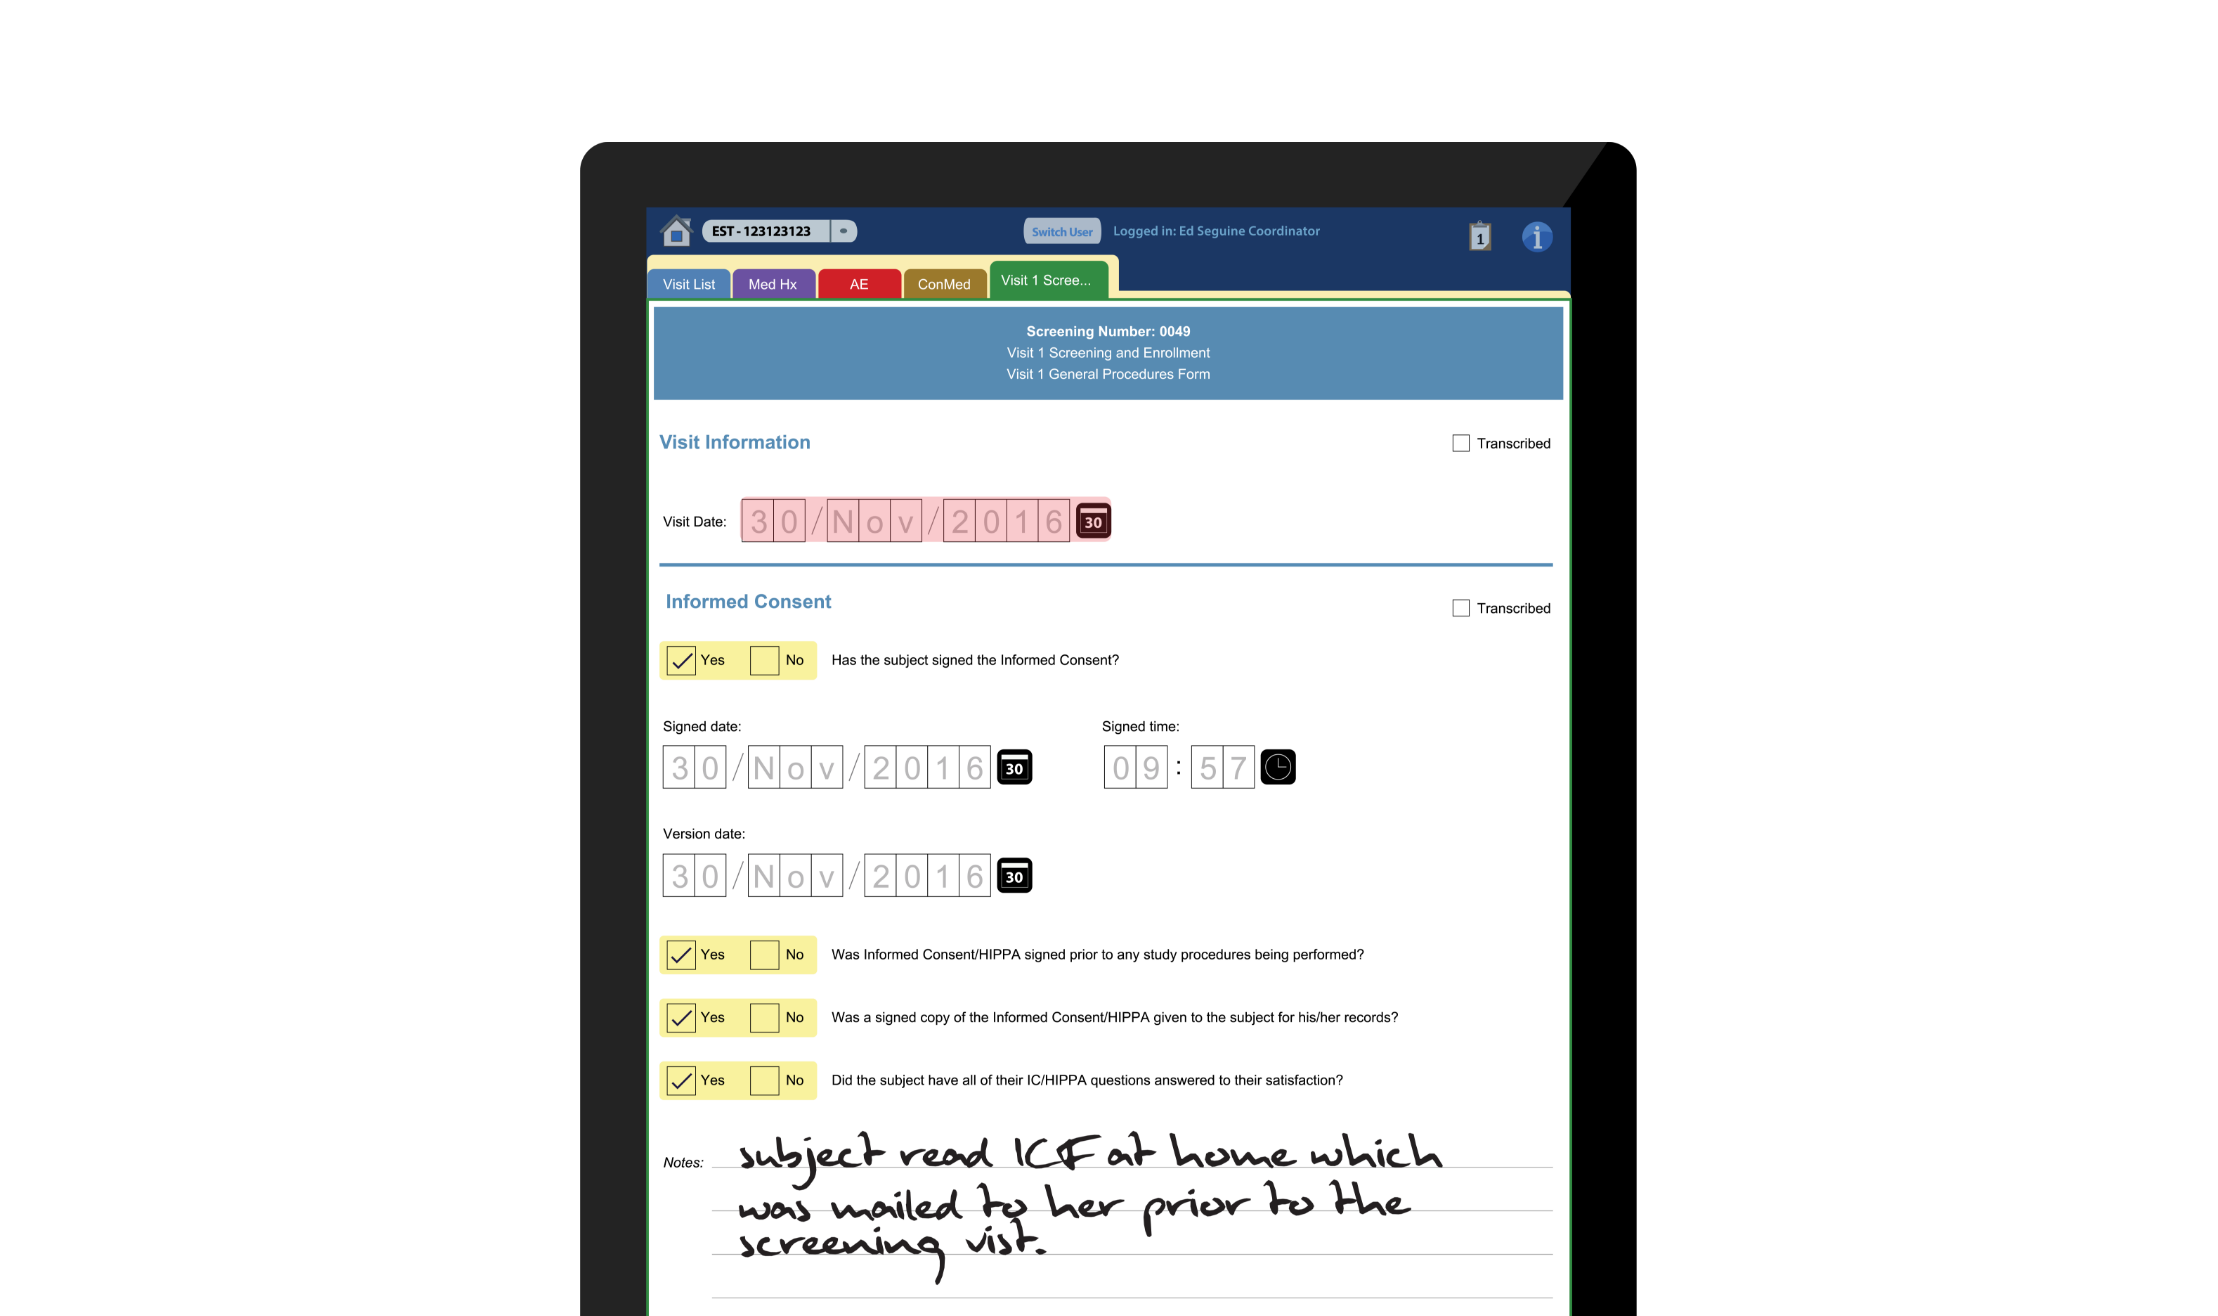 EST - 123123123
Switch User Logged in: Ed Seguine Coordinator
1
Visit List Med Hx AE ConMed Visit 1 Scree...
Screening Number: 0049
Visit 1 Screening and Enrollment
Visit 1 General Procedures Form
Visit Information
Transcribed
Visit Date: 30/Nov/2016 30
Informed Consent
Transcribed
Yes No Has the subject signed the Informed Consent?
Signed date: Signed time:
30/Nov/2016 30 09:57
Version date:
30/Nov/2016 30
Yes No Was Informed Consent/HIPPA signed prior to any study procedures being performed?
Yes No Was a signed copy of the Informed Consent/HIPPA given to the subject for his/her records?
Yes No Did the subject have all of their IC/HIPPA questions answered to their satisfaction?
Notes: subject read ICF at home which
was mailed to her prior to the
screening vist.